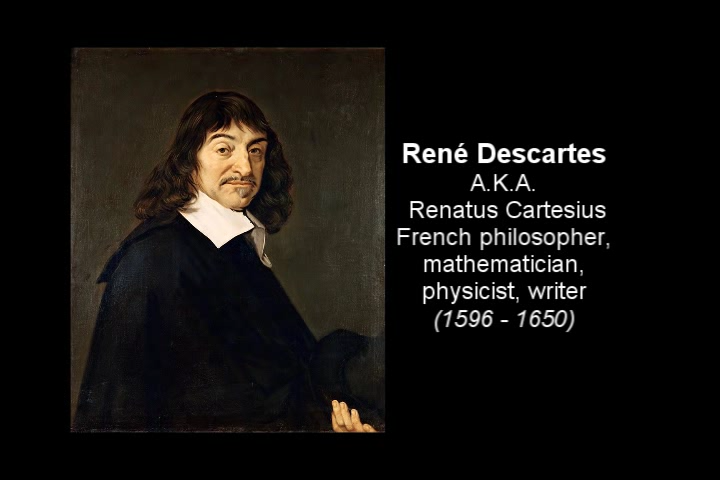 René Descartes
A.K.A.
Renatus Cartesius
French philosopher,
mathematician,
physicist, writer
(1596 - 1650)